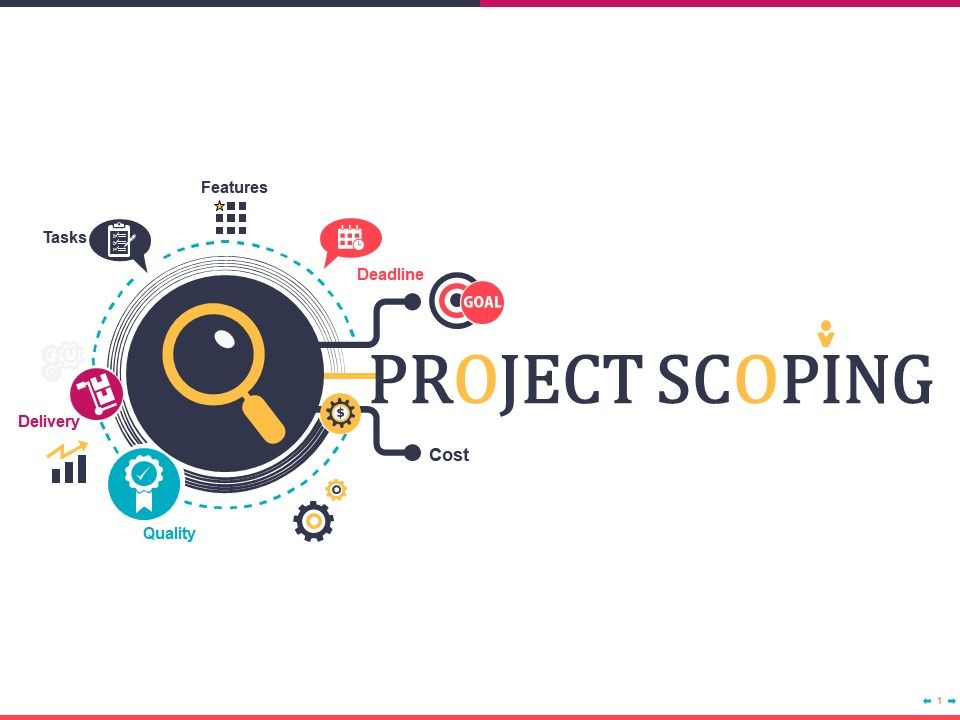 Features
Tasks
Deadline
GOAL
PROJECT SCOPING
$
Delivery
Cost
Quality
1